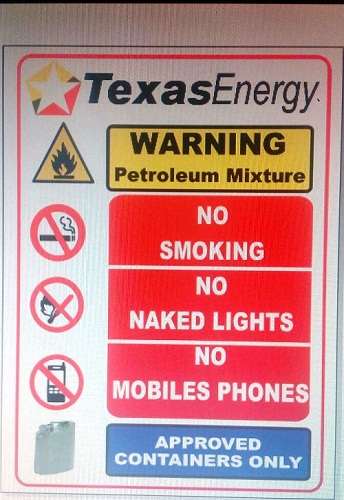 TexasEnergy
WARNING
Petroleum Mixture
NO
SMOKING
NO
NAKED LIGHTS
NO
MOBILES PHONES
APPROVED
CONTAINERS ONLY